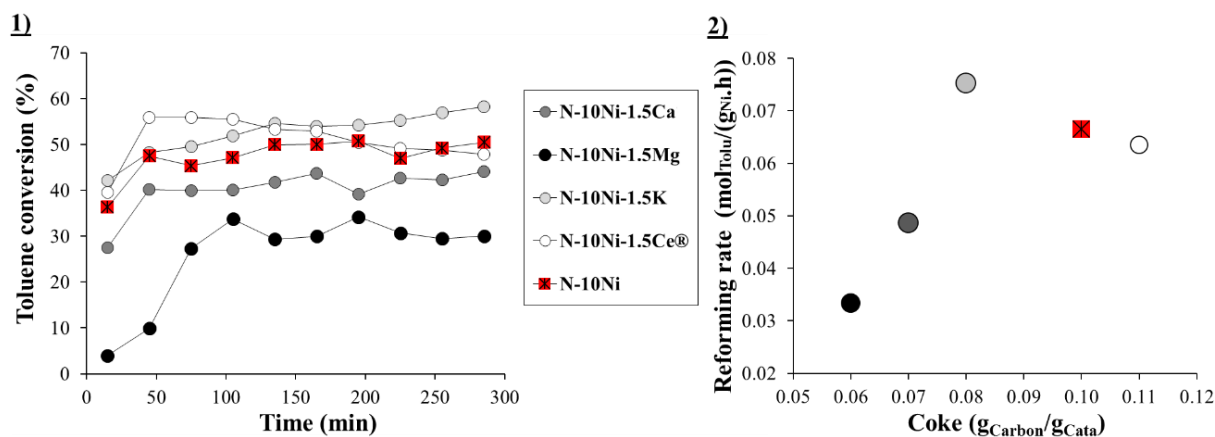 1)
Toluene conversion (%)
70
60
50
40
30
20
10
0
0 50 100 150 200 250 300
Time (min)
N-10Ni-1.5Ca
N-10Ni-1.5Mg
N-10Ni-1.5K
N-10Ni-1.5Ce®
N-10Ni
2)
Reforming rate (molTolu/(gNi.h))
0.08
0.07
0.06
0.05
0.04
0.03
0.02
0.05 0.06 0.07 0.08 0.09 0.10 0.11 0.12
Coke (gCarbon/gCata)